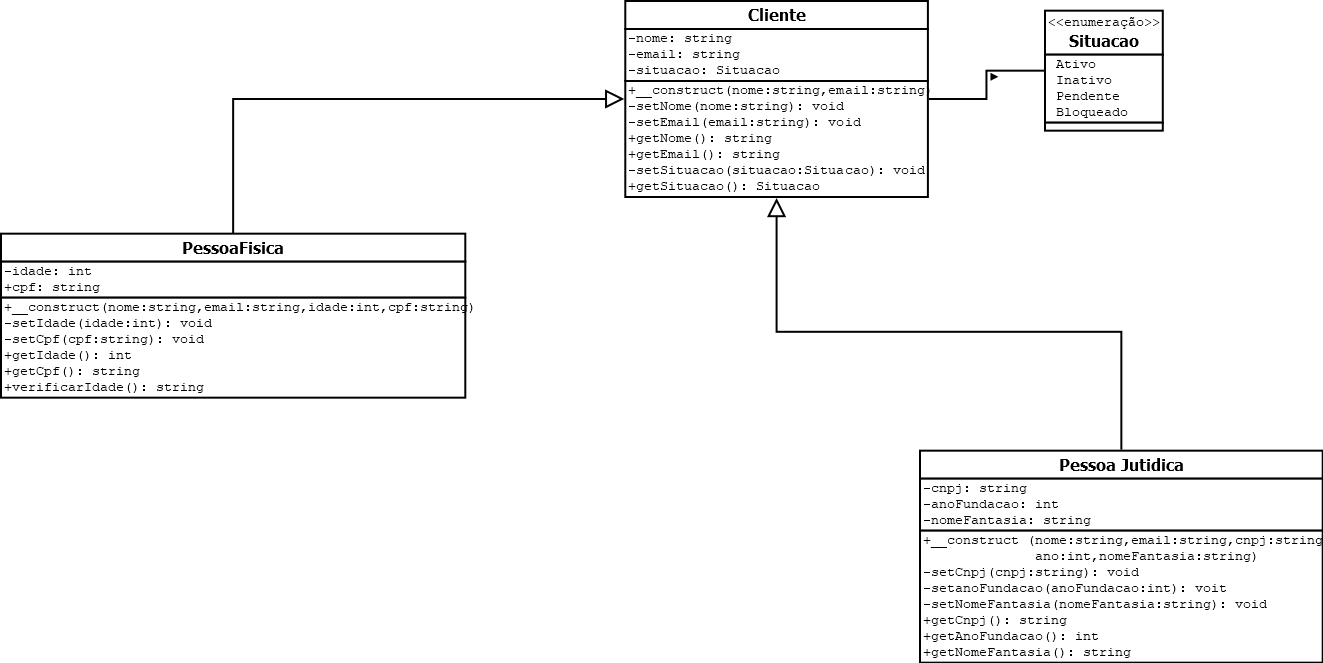 Cliente
-nome: string
-email: string
-situacao: Situacao
+__construct(nome:string,email:string
-setNome(nome:string): void
-setEmail(email:string): void
+getNome(): string
+getEmail(): string
-setSituacao(situacao:Situacao): void
+getSituacao(): Situacao
<<enumeração>>
Situacao
Ativo
Inativo
Pendente
Bloqueado
PessoaFisica
-idade: int
+cpf: string
+__construct(nome:string,email:string,idade:int,cpf:string)
-setIdade(idade:int): void
-setCpf(cpf:string): void
+getIdade(): int
+getCpf(): string
+verificarIdade(): string
Pessoa Jutidica
-cnpj: string
-anoFundacao: int
-nomeFantasia: string
+__construct (nome:string,email:string,cnpj:string
ano:int,nomeFantasia:string)
-setCnpj(cnpj:string): void
-setanoFundacao(anoFundacao:int): voit
-setNomeFantasia(nomeFantasia:string): void
+getCnpj(): string
+getAnoFundacao(): int
+getNomeFantasia(): string